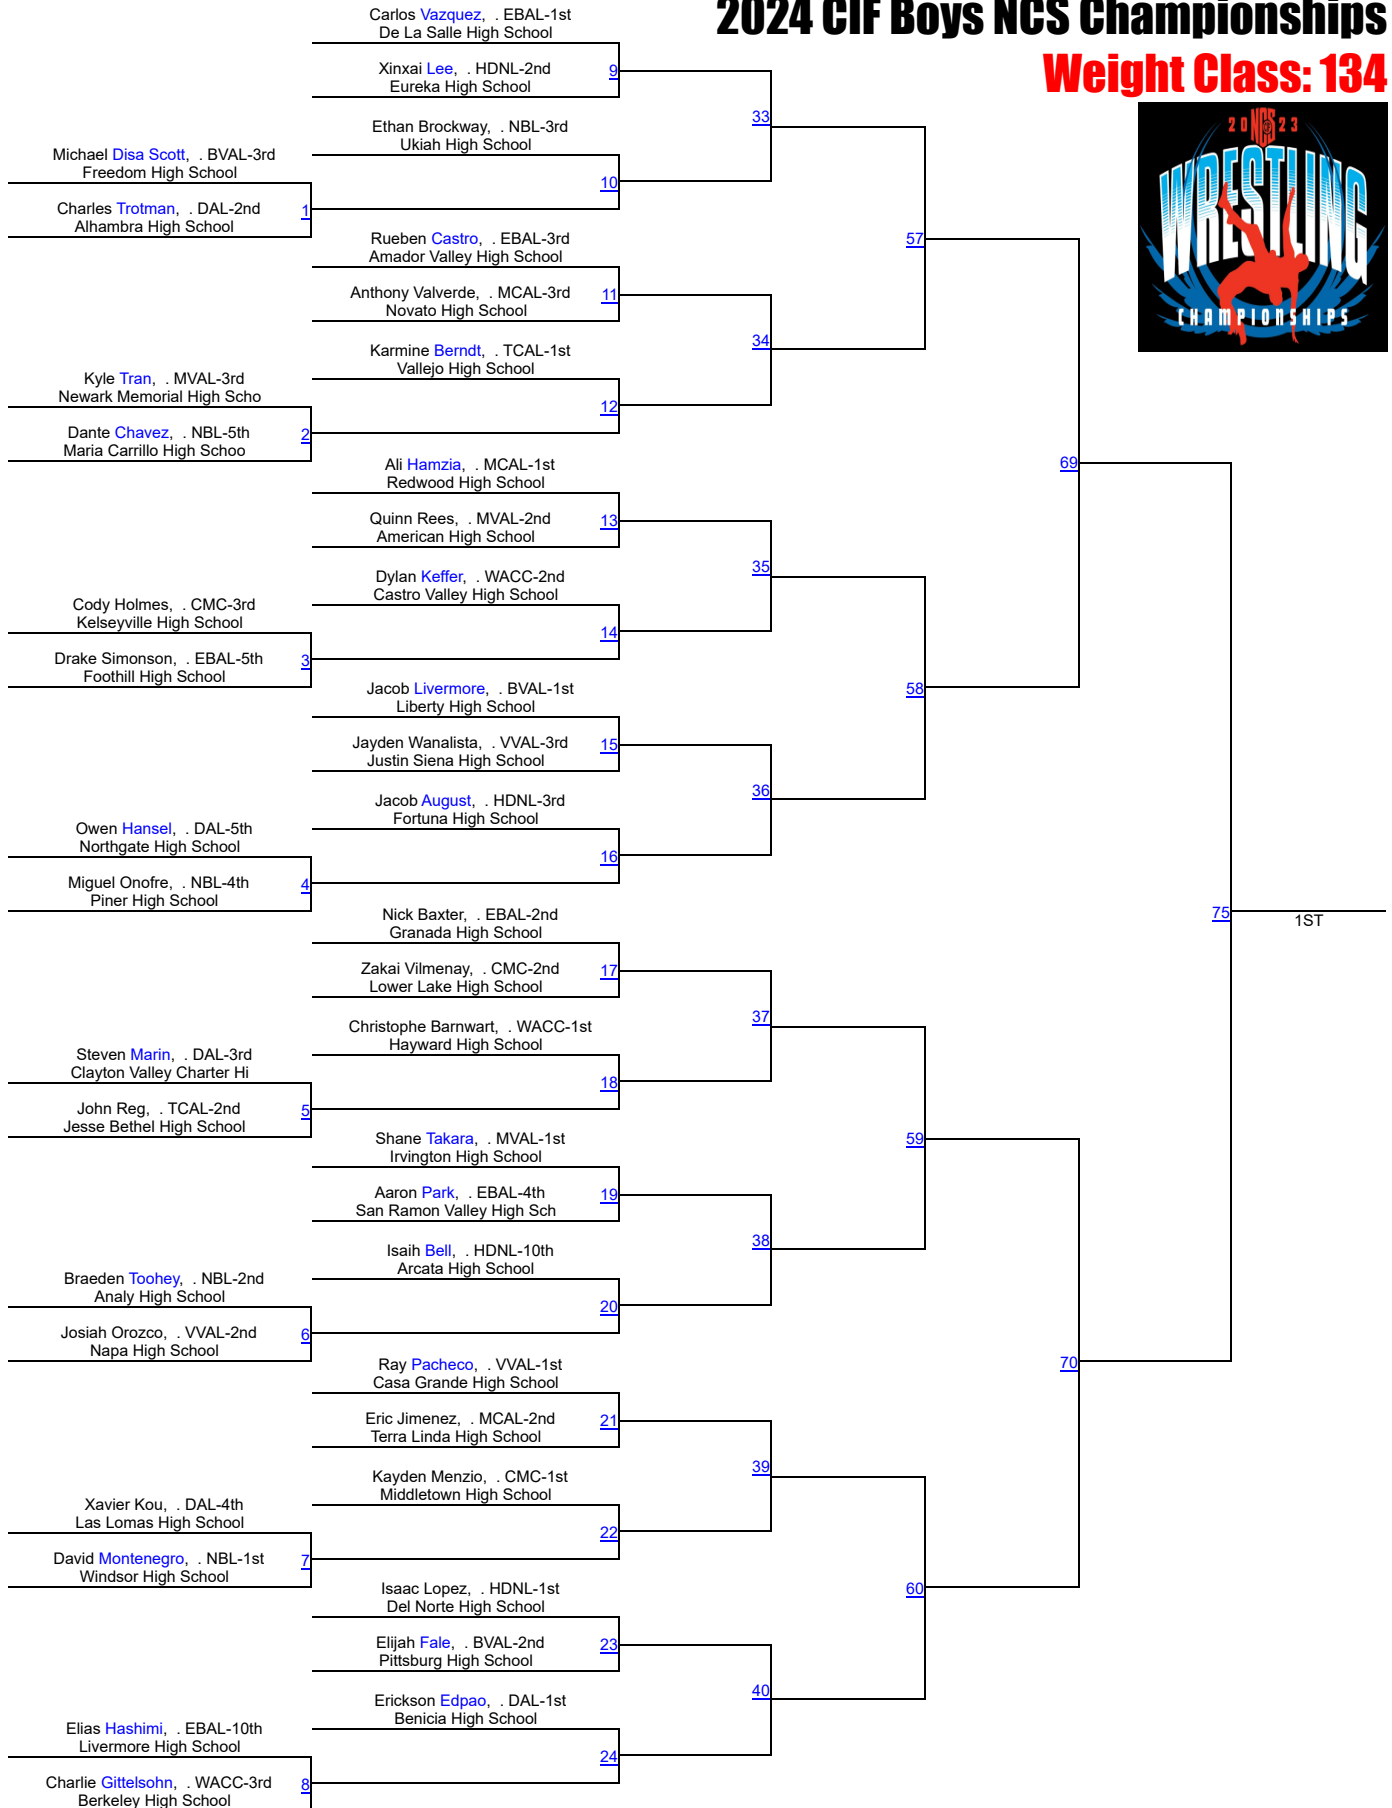 2024 CIF Boys NCS Championships
Weight Class: 134
20 NCS 23
WRESTLING
CHAMPIONSHIPS
Carlos Vazquez, . EBAL-1st
De La Salle High School
Xinxai Lee, . HDNL-2nd
9
Eureka High School
33
Ethan Brockway, . NBL-3rd
Ukiah High School
Michael Disa Scott, . BVAL-3rd
Freedom High School
10
Charles Trotman, . DAL-2nd
1
Alhambra High School
Rueben Castro, . EBAL-3rd
57
Amador Valley High School
Anthony Valverde, . MCAL-3rd
11
Novato High School
34
Karmine Berndt, . TCAL-1st
Vallejo High School
Kyle Tran, . MVAL-3rd
Newark Memorial High Scho
12
Dante Chavez, . NBL-5th
2
Maria Carrillo High Schoo
Ali Hamzia, . MCAL-1st
69
Redwood High School
Quinn Rees, . MVAL-2nd
13
American High School
35
Dylan Keffer, . WACC-2nd
Castro Valley High School
Cody Holmes, . CMC-3rd
Kelseyville High School
14
Drake Simonson, . EBAL-5th
3
Foothill High School
Jacob Livermore, . BVAL-1st
58
Liberty High School
Jayden Wanalista, . VVAL-3rd
15
Justin Siena High School
36
Jacob August, . HDNL-3rd
Fortuna High School
Owen Hansel, . DAL-5th
Northgate High School
16
Miguel Onofre, . NBL-4th
4
Piner High School
Nick Baxter, . EBAL-2nd
75
1ST
Granada High School
Zakai Vilmenay, . CMC-2nd
17
Lower Lake High School
37
Christophe Barnwart, . WACC-1st
Hayward High School
Steven Marin, . DAL-3rd
Clayton Valley Charter Hi
18
John Reg, . TCAL-2nd
5
Jesse Bethel High School
Shane Takara, . MVAL-1st
59
Irvington High School
Aaron Park, . EBAL-4th
19
San Ramon Valley High Sch
38
Isaih Bell, . HDNL-10th
Arcata High School
Braeden Toohey, . NBL-2nd
Analy High School
20
Josiah Orozco, . VVAL-2nd
6
Napa High School
Ray Pacheco, . VVAL-1st
70
Casa Grande High School
Eric Jimenez, . MCAL-2nd
21
Terra Linda High School
39
Kayden Menzio, . CMC-1st
Middletown High School
Xavier Kou, . DAL-4th
Las Lomas High School
22
David Montenegro, . NBL-1st
7
Windsor High School
Isaac Lopez, . HDNL-1st
60
Del Norte High School
Elijah Fale, . BVAL-2nd
23
Pittsburg High School
40
Erickson Edpao, . DAL-1st
Benicia High School
Elias Hashimi, . EBAL-10th
Livermore High School
24
Charlie Gittelsohn, . WACC-3rd
8
Berkeley High School